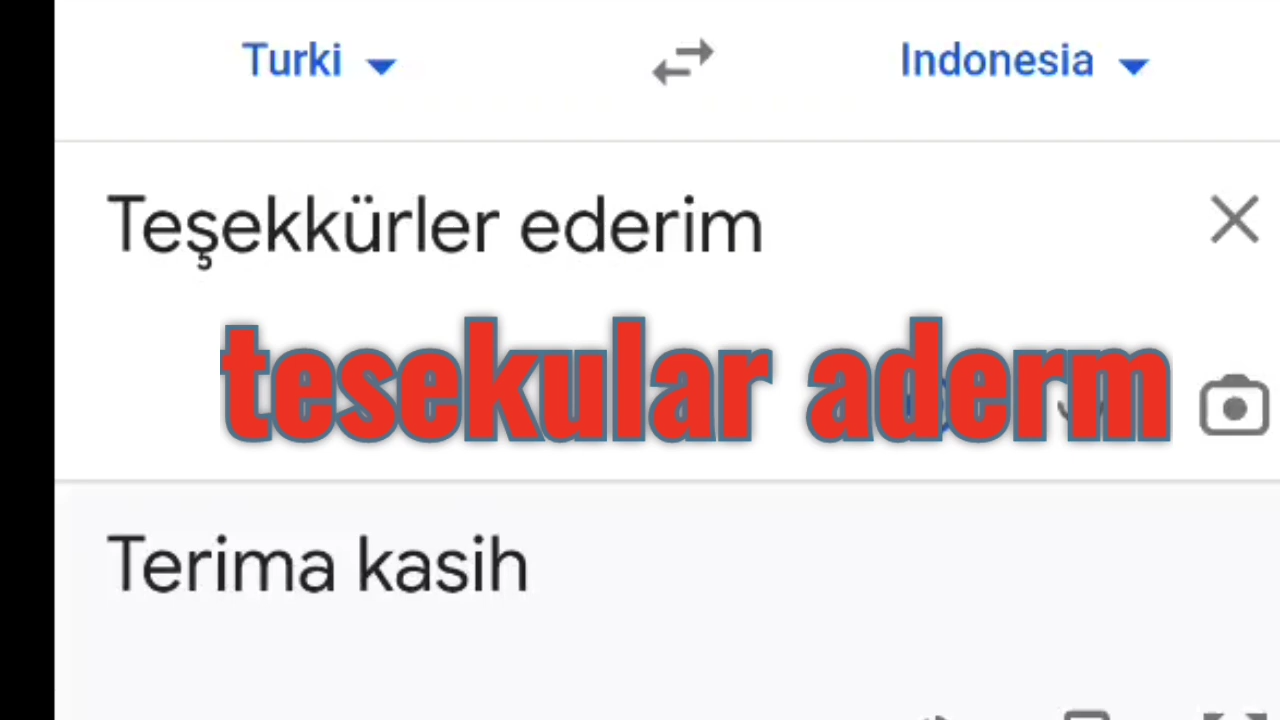 Turki Indonesia
Teşekkürler ederim
tesekular aderm
Terima kasih